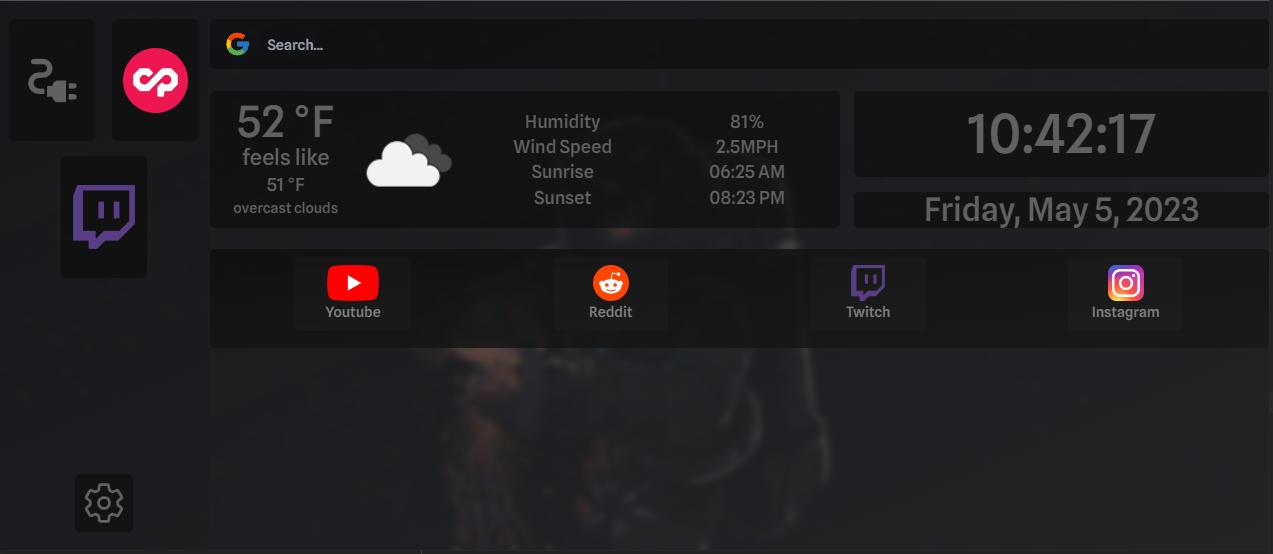 Search...
52 °F
feels like
51 °F
overcast clouds
Humidity 81%
Wind Speed 2.5MPH
Sunrise 06:25 AM
Sunset 08:23 PM
10:42:17
Friday, May 5, 2023
Youtube
Reddit
Twitch
Instagram